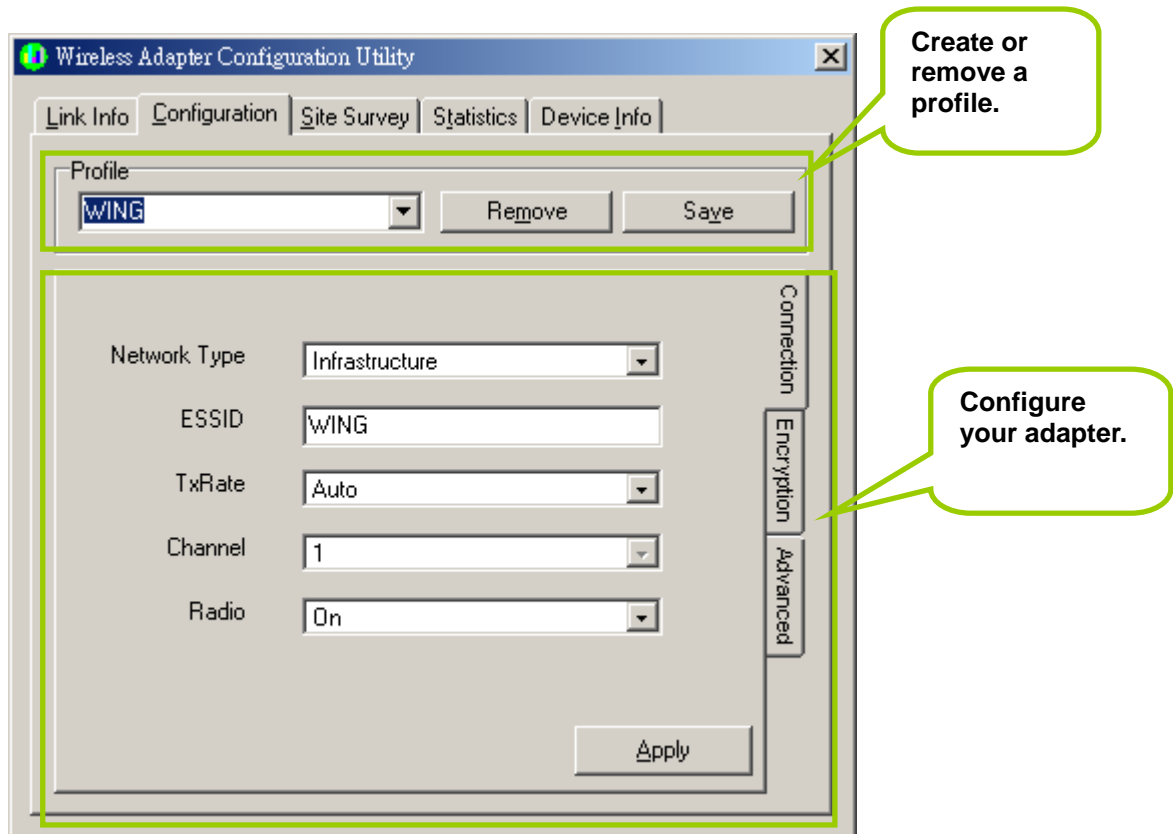 Wireless Adapter Configuration Utility
Create or
remove a
profile.
Link Info Configuration Site Survey Statistics Device Info
Profile
WING Remove Save
Connection
Network Type Infrastructure
ESSID WING
Encryption
Configure
your adapter.
TxRate Auto
Channel 1
Advanced
Radio On
Apply